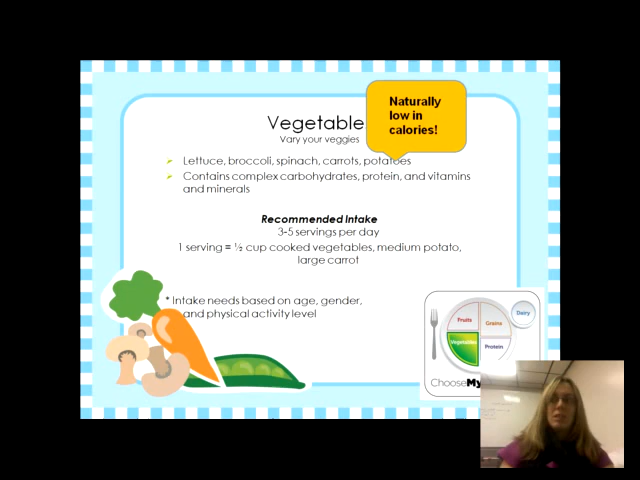 Naturally
low in
calories!
Vegetable
Vary your veggies
Lettuce, broccoli, spinach, carrots, potatoes
Contains complex carbohydrates, protein, and vitamins
and minerals
Recommended Intake
3-5 servings per day
1 serving = ½ cup cooked vegetables, medium potato,
large carrot
* Intake needs based on age, gender,
and physical activity level
Dairy
Fruits
Grains
Vegetables
Protein
ChooseMy